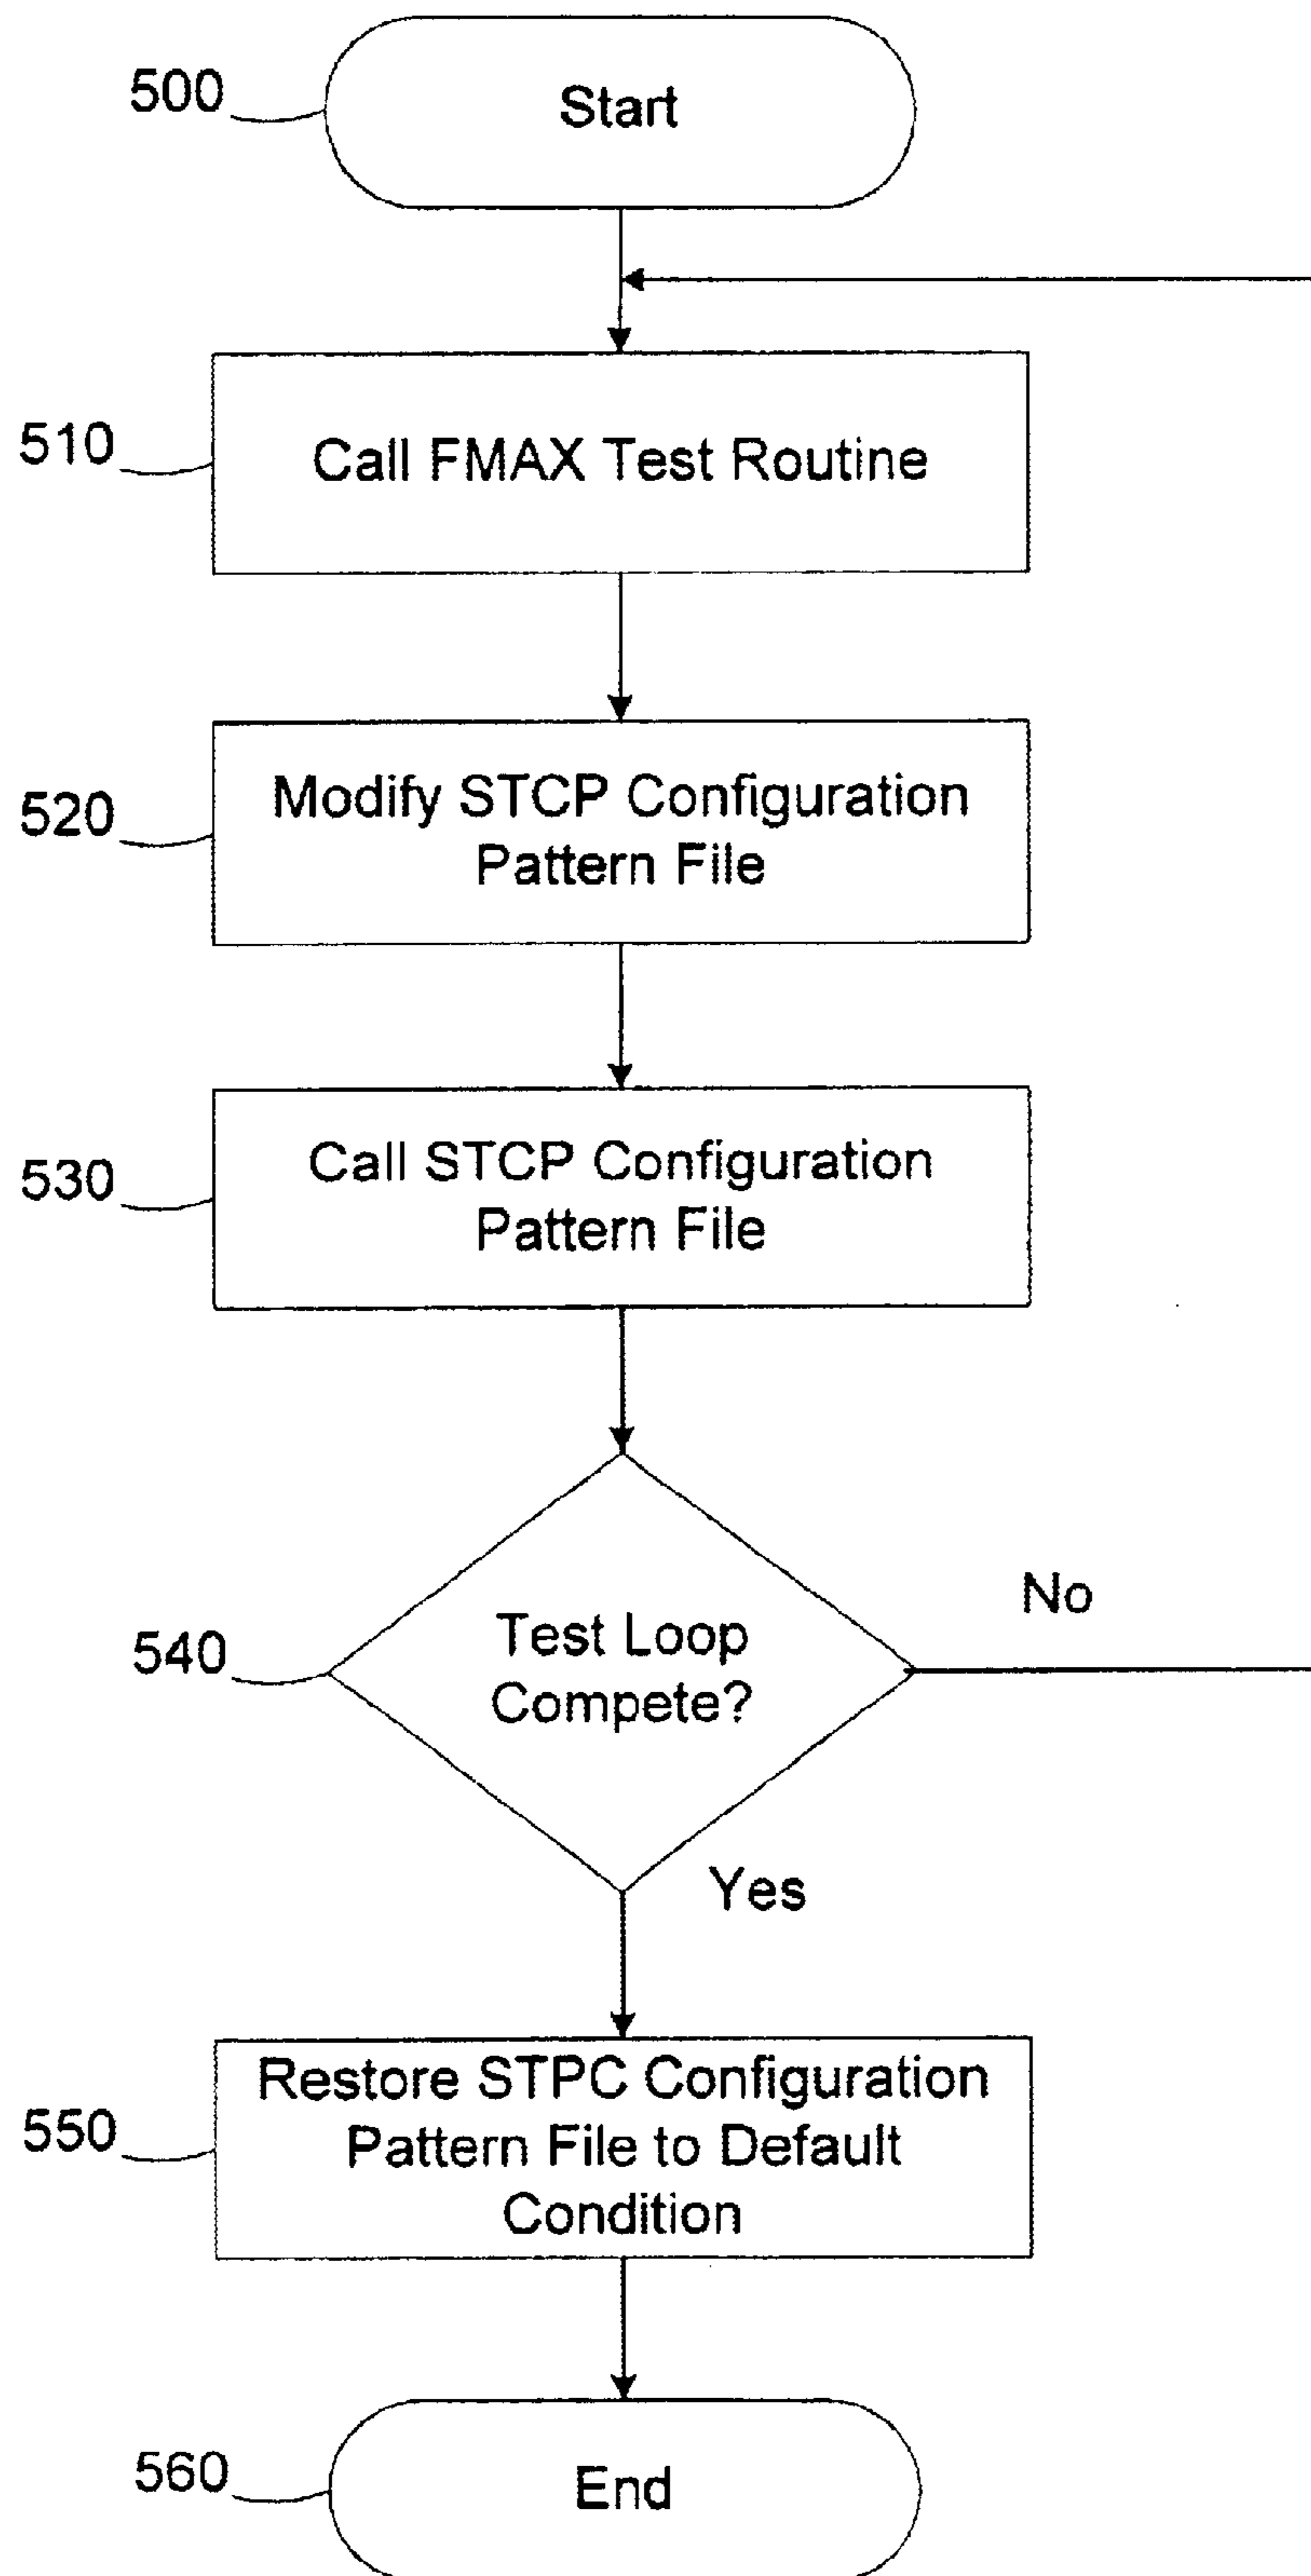 500
Start
510
Call FMAX Test Routine
520
Modify STCP Configuration
Pattern File
530
Call STCP Configuration
Pattern File
540
Test Loop
Compete?
No
Yes
550
Restore STPC Configuration
Pattern File to Default
Condition
560
End